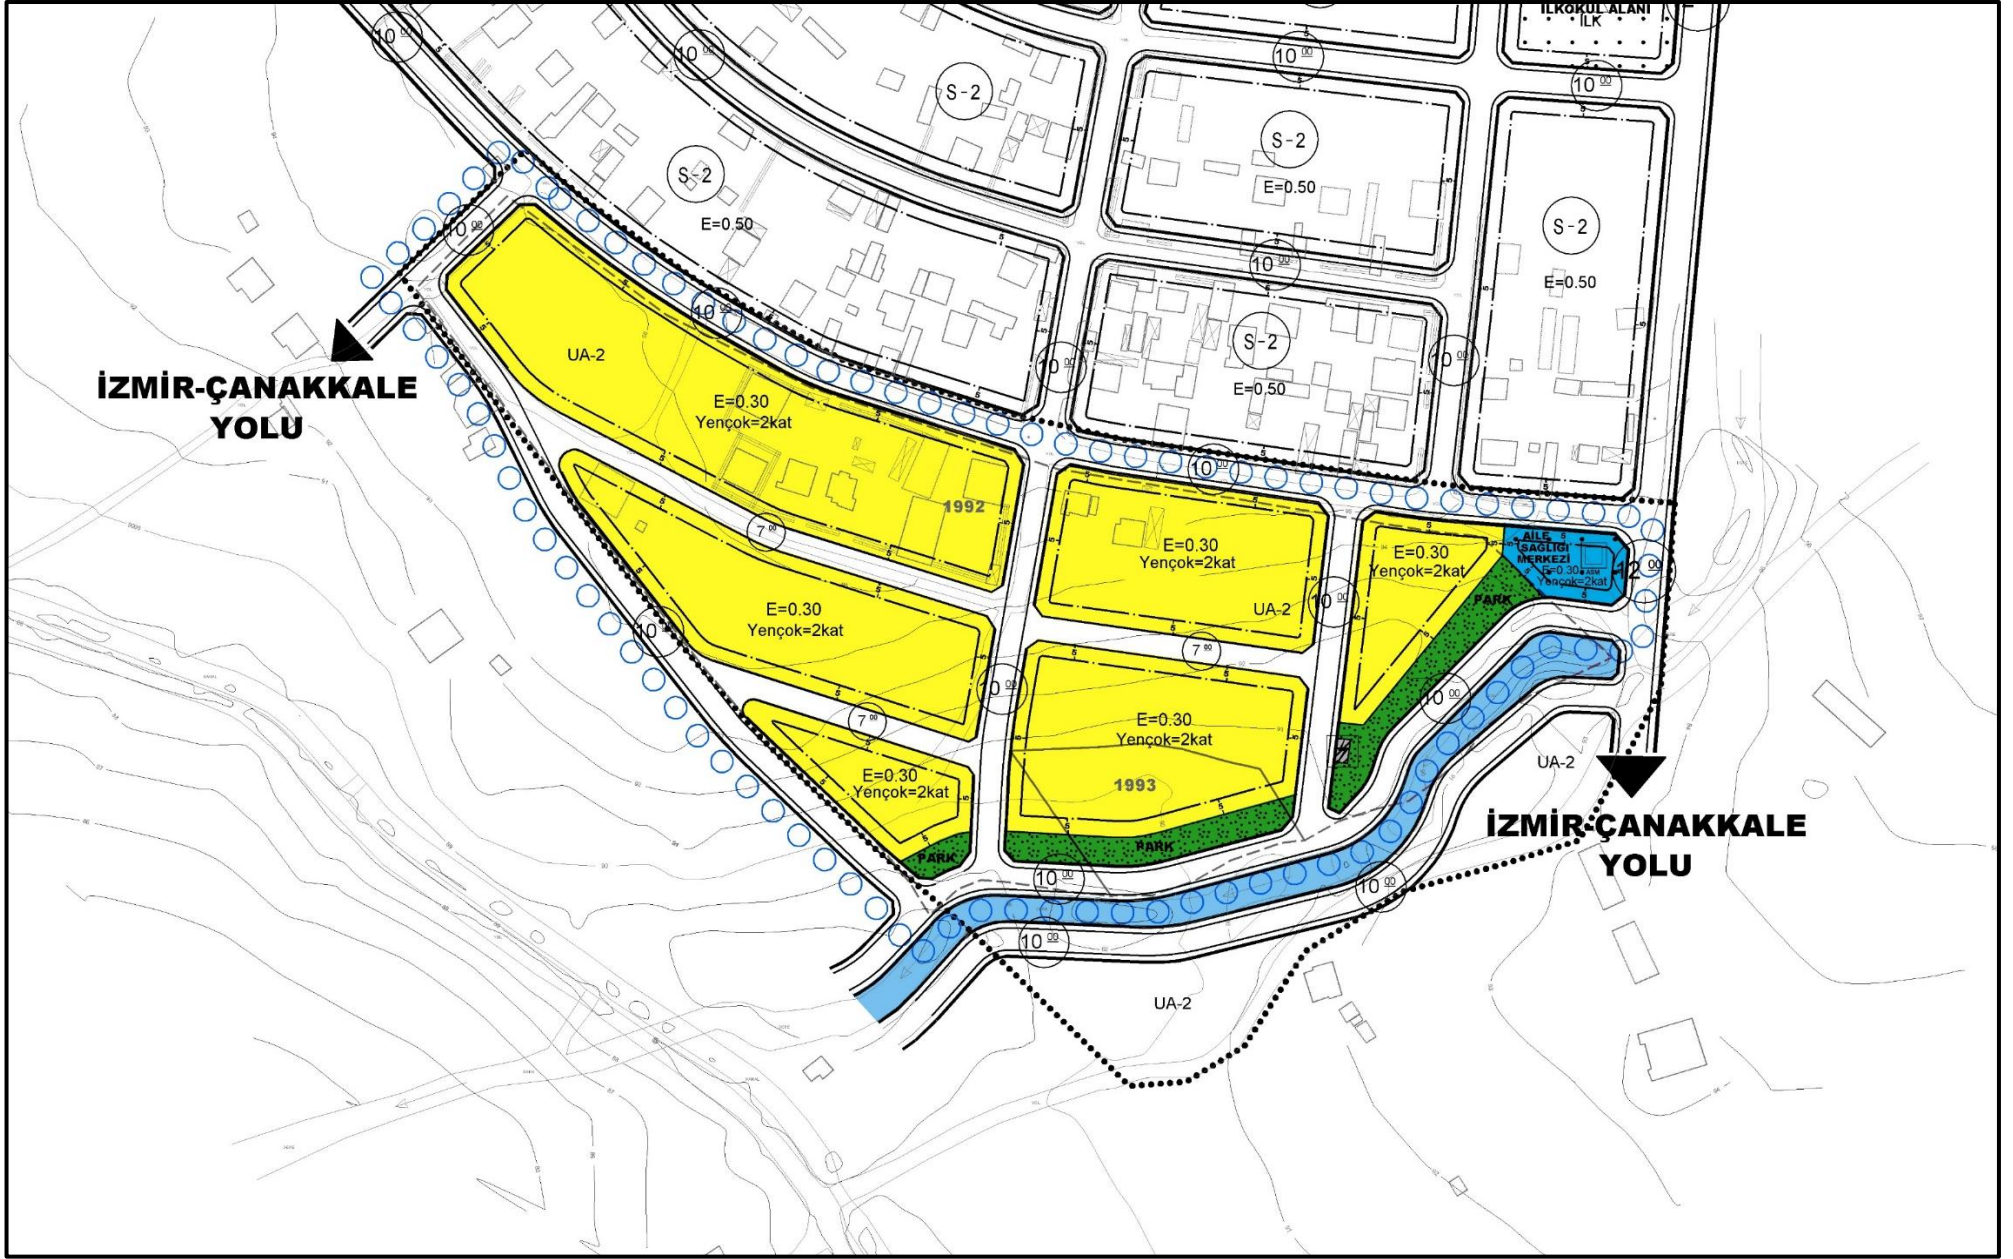 İLKOKUL ALANI
İLK
10 00
10 00
10 00
10 00
S-2
S-2
E=0.50
S-2
E=0.50
S-2
E=0.50
10 00
10 00
10 00
S-2
E=0.50
10 00
10 00
İZMİR-ÇANAKKALE
YOLU
UA-2
E=0.30
Yençok=2kat
1992
10 00
7 00
E=0.30
Yençok=2kat
E=0.30
Yençok=2kat
AİLE
SAĞLIĞI
MERKEZİ
E=0.30 ASM
Yençok=2kat
12 00
PARK
UA-2
10 00
E=0.30
Yençok=2kat
10 00
7 00
10 00
10 00
7 00
E=0.30
Yençok=2kat
E=0.30
Yençok=2kat
1993
UA-2
İZMİR-ÇANAKKALE
YOLU
PARK
PARK
10 00
10 00
10 00
UA-2